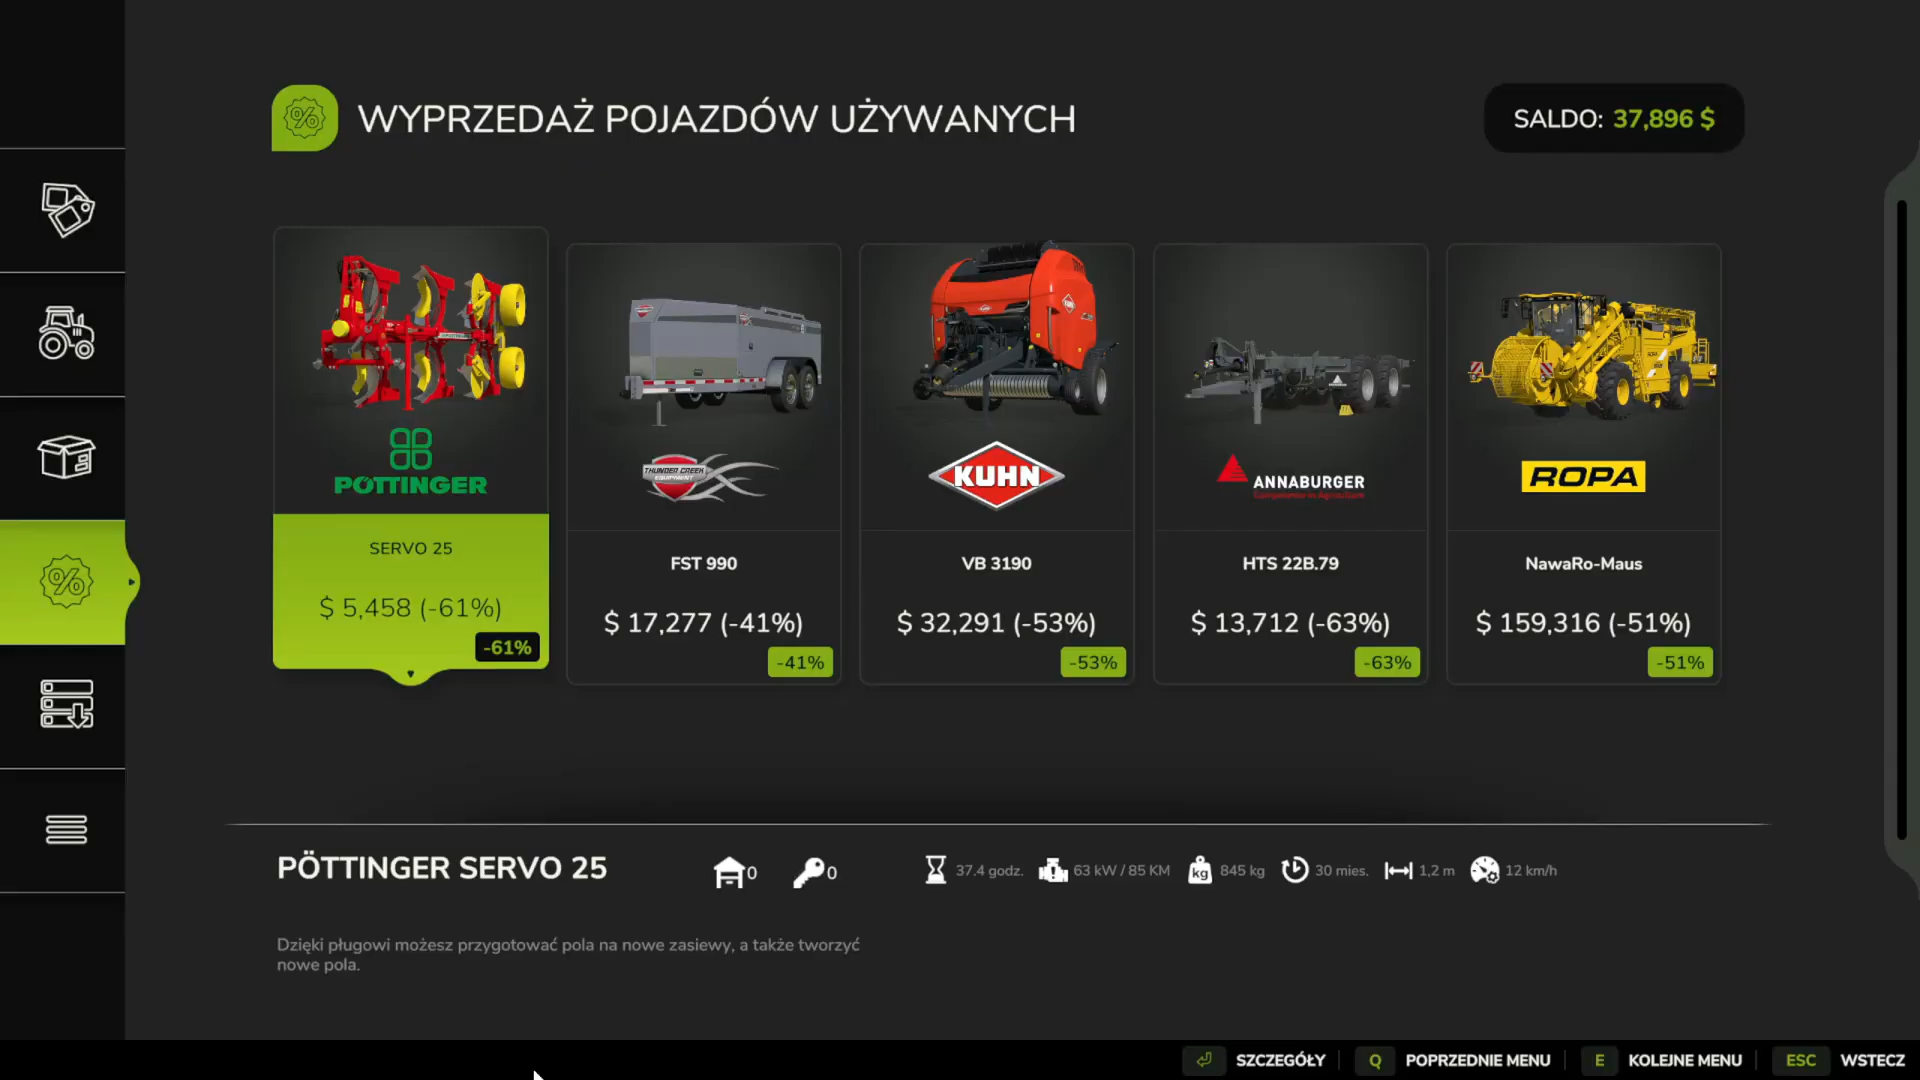 WYPRZEDAŻ POJAZDÓW UŻYWANYCH
SALDO: 37,896 $
PÖTTINGER
SERVO 25
$ 5,458 (-61%)
-61%
THUNDER CREEK
EQUIPMENT
FST 990
$ 17,277 (-41%)
-41%
KUHN
VB 3190
$ 32,291 (-53%)
-53%
ANNABURGER
HTS 22B.79
$ 13,712 (-63%)
-63%
ROPA
NawaRo-Maus
$ 159,316 (-51%)
-51%
PÖTTINGER SERVO 25
0
0
37.4 godz.
63 kW / 85 KM
kg
845 kg
30 mies.
1,2 m
12 km/h
Dzięki pługowi możesz przygotować pola na nowe zasiewy, a także tworzyć
nowe pola.
SZCZEGÓŁY
Q POPRZEDNIE MENU
E KOLEJNE MENU
ESC WSTECZ